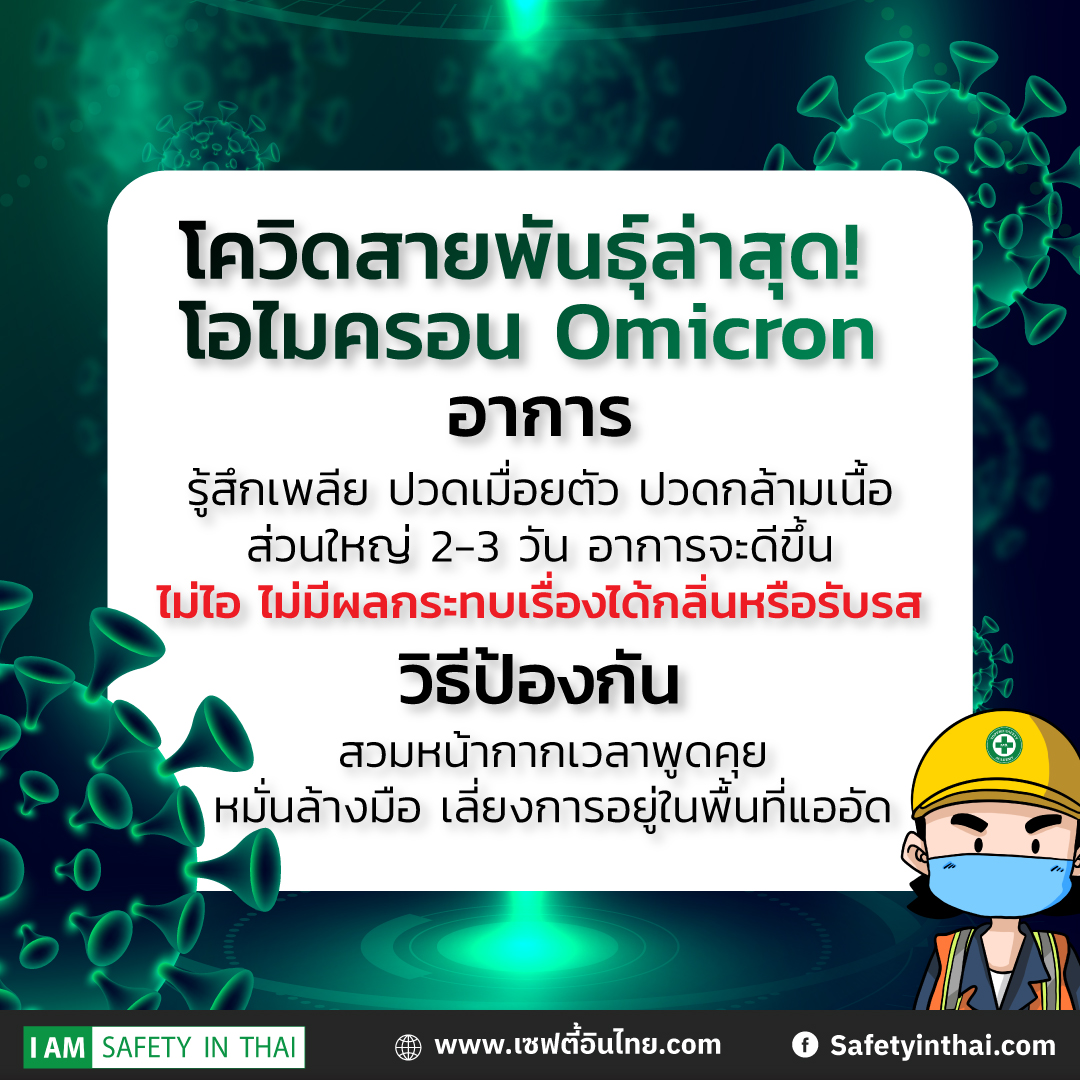 โควิดสายพันธุ์ล่าสุด!
โอไมครอน Omicron
อาการ
รู้สึกเพลีย ปวดเมื่อยตัว ปวดกล้ามเนื้อ
ส่วนใหญ่ 2-3 วัน อาการจะดีขึ้น
ไม่ไอ ไม่มีผลกระทบเรื่องได้กลิ่นหรือรับรส
วิธีป้องกัน
สวมหน้ากากเวลาพูดคุย
หมั่นล้างมือ เลี่ยงการอยู่ในพื้นที่แออัด
I AM SAFETY IN THAI
www.เซฟตี้อินไทย.com
Safetyinthai.com